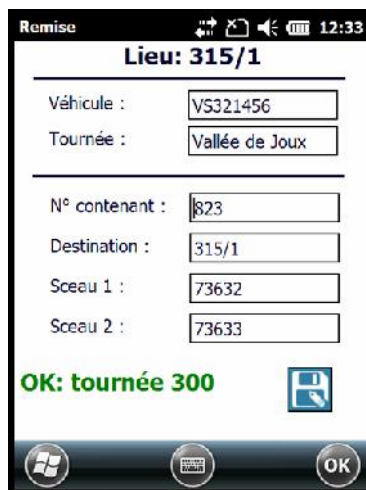 Remise 12:33
Lieu: 315/1
Véhicule : VS321456
Tournée : Vallée de Joux
N° contenant : 823
Destination : 315/1
Sceau 1 : 73632
Sceau 2 : 73633
OK: tournée 300
OK